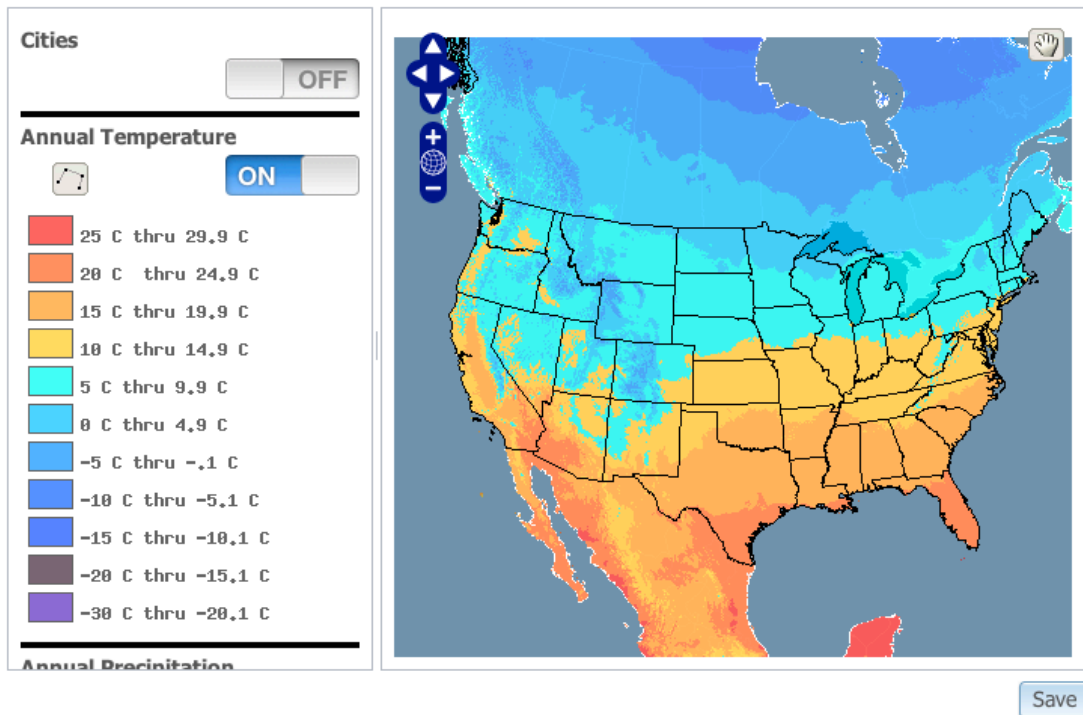 Cities
OFF
Annual Temperature
ON
25 C thru 29.9 C
20 C  thru 24.9 C
15 C thru 19.9 C
10 C thru 14.9 C
5 C thru 9.9 C
0 C thru 4.9 C
-5 C thru -.1 C
-10 C thru -5.1 C
-15 C thru -10.1 C
-20 C thru -15.1 C
-30 C thru -20.1 C
Annual Precipitation
Save